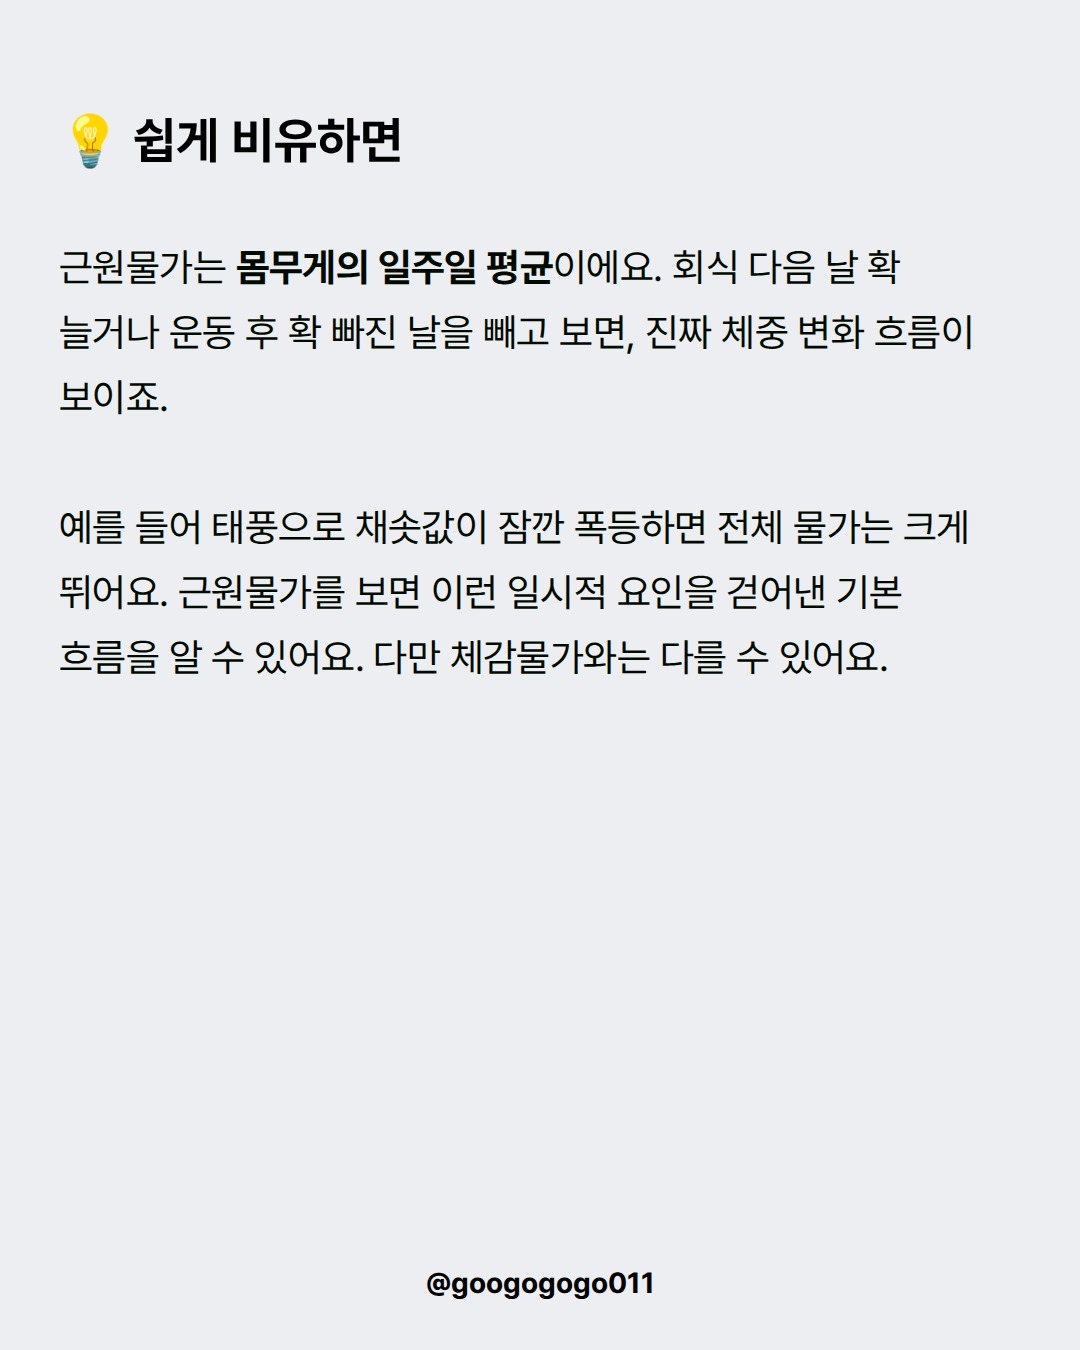 💡 쉽게 비유하면
근원물가는 몸무게의 일주일 평균이에요. 회식 다음 날 확
늘거나 운동 후 확 빠진 날을 빼고 보면, 진짜 체중 변화 흐름이
보이죠.
예를 들어 태풍으로 채솟값이 잠깐 폭등하면 전체 물가는 크게
뛰어요. 근원물가를 보면 이런 일시적 요인을 걷어낸 기본
흐름을 알 수 있어요. 다만 체감물가와는 다를 수 있어요.
@googogogo011